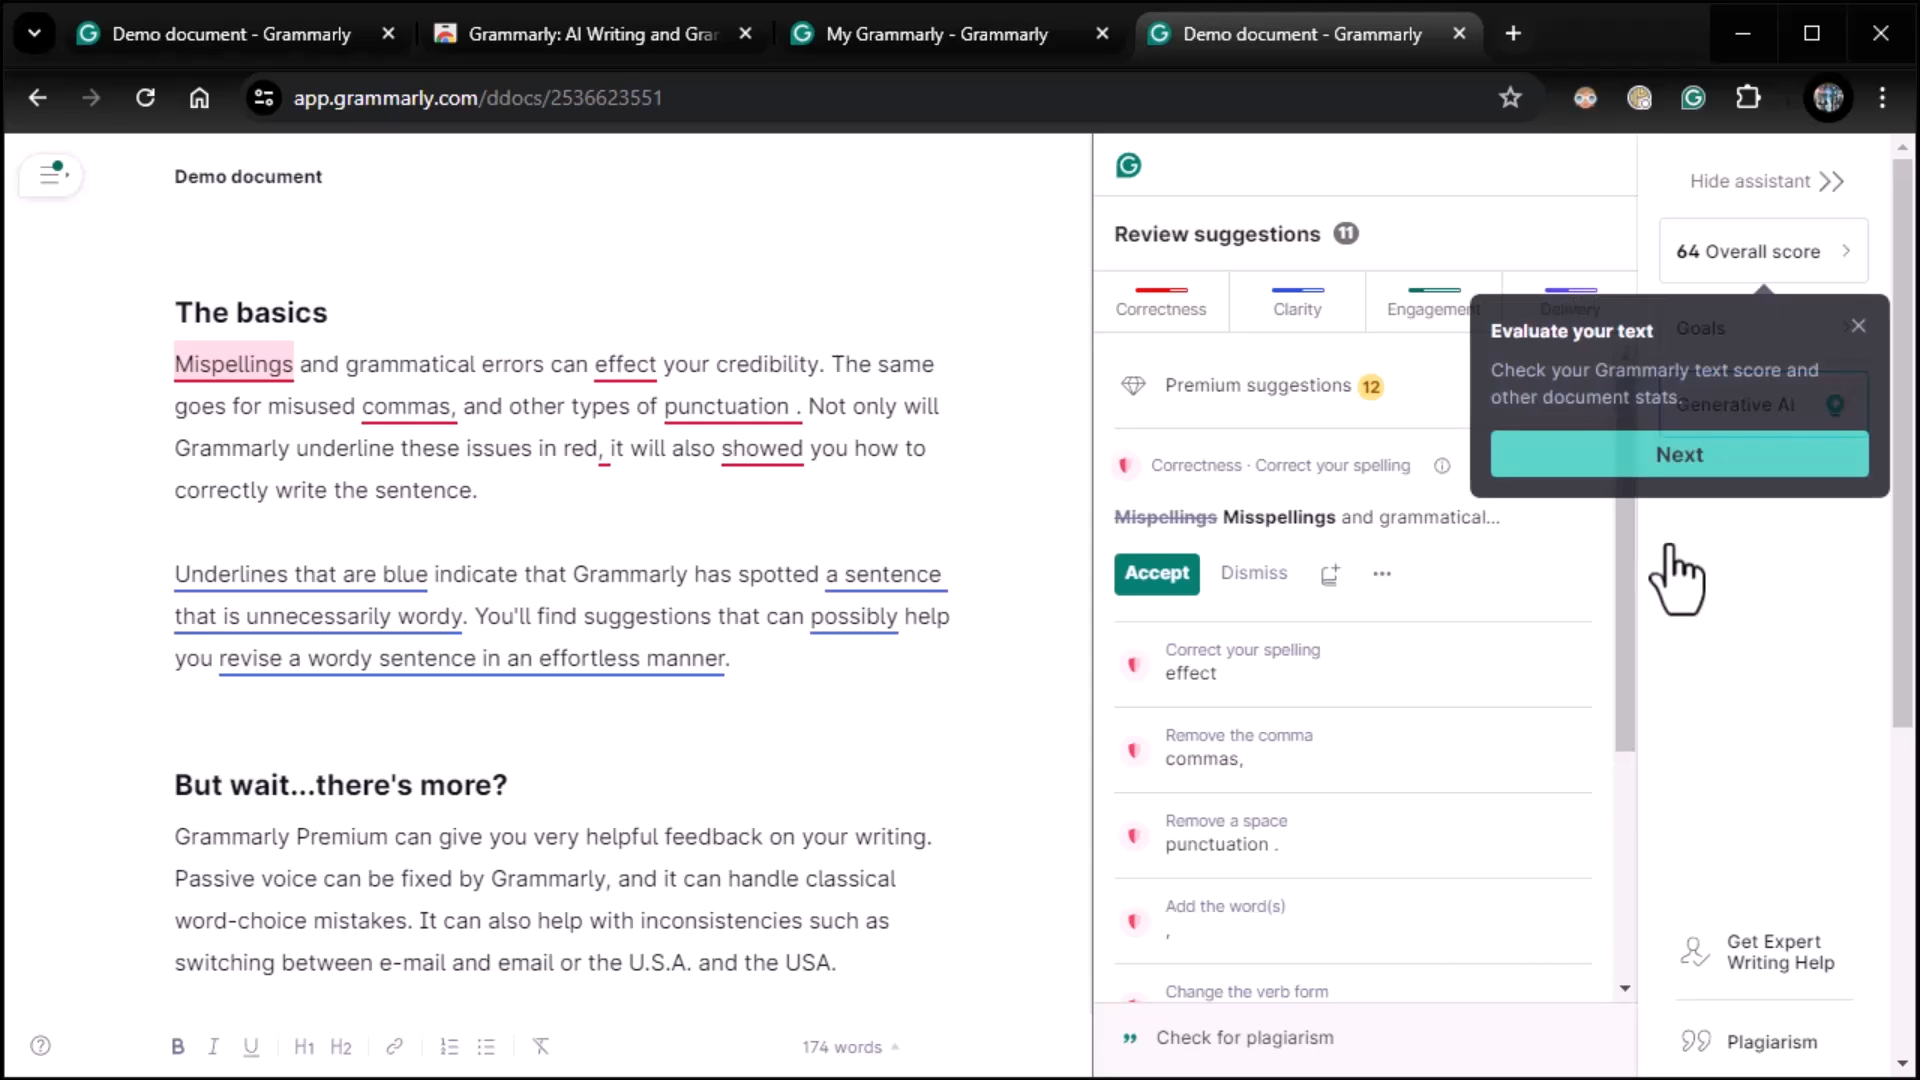 Demo document - Grammarly
Grammarly: AI Writing and Gra
My Grammarly - Grammarly
Demo document - Grammarly
app.grammarly.com/ddocs/2536623551
Demo document
The basics
Mispellings and grammatical errors can effect your credibility. The same
goes for misused commas, and other types of punctuation . Not only will
Grammarly underline these issues in red, it will also showed you how to
correctly write the sentence.
Underlines that are blue indicate that Grammarly has spotted a sentence
that is unnecessarily wordy. You'll find suggestions that can possibly help
you revise a wordy sentence in an effortless manner.
But wait...there's more?
Grammarly Premium can give you very helpful feedback on your writing.
Passive voice can be fixed by Grammarly, and it can handle classical
word-choice mistakes. It can also help with inconsistencies such as
switching between e-mail and email or the U.S.A. and the USA.
B I U H1 H2
174 words
Review suggestions 11
Correctness Clarity Engagement Delivery
Premium suggestions 12
Correctness · Correct your spelling
Mispellings Misspellings and grammatical...
Accept Dismiss
Correct your spelling
effect
Remove the comma
commas,
Remove a space
punctuation .
Add the word(s)
,
Change the verb form
Check for plagiarism
Hide assistant
64 Overall score
Evaluate your text
Goals
Check your Grammarly text score and
other document stats.
Generative AI
Next
Get Expert
Writing Help
Plagiarism